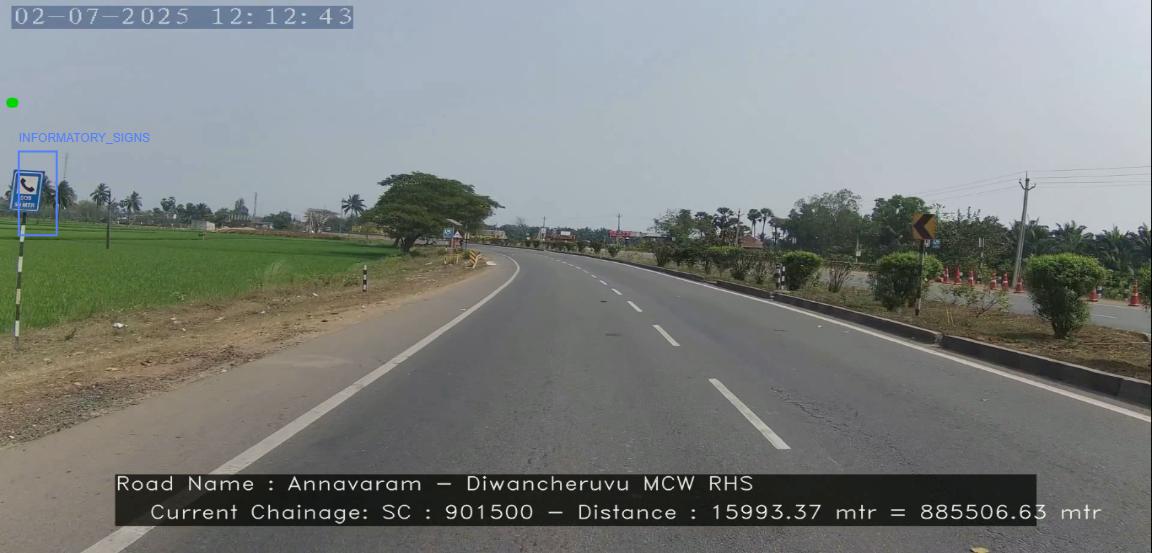 02-07-2025 12:12:43
INFORMATORY_SIGNS
SOS
Road Name : Annavaram - Diwancheruvu MCW RHS
Current Chainage: SC : 901500 - Distance : 15993.37 mtr = 885506.63 mtr